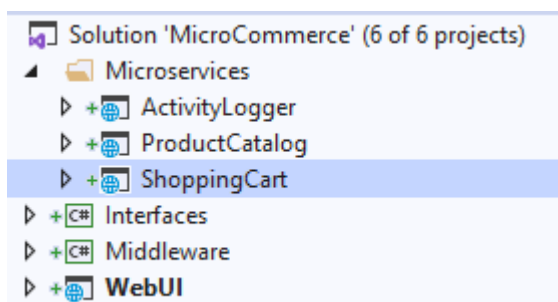 Solution 'MicroCommerce' (6 of 6 projects)
Microservices
+ ActivityLogger
+ ProductCatalog
+ ShoppingCart
+ C# Interfaces
+ C# Middleware
+ WebUI